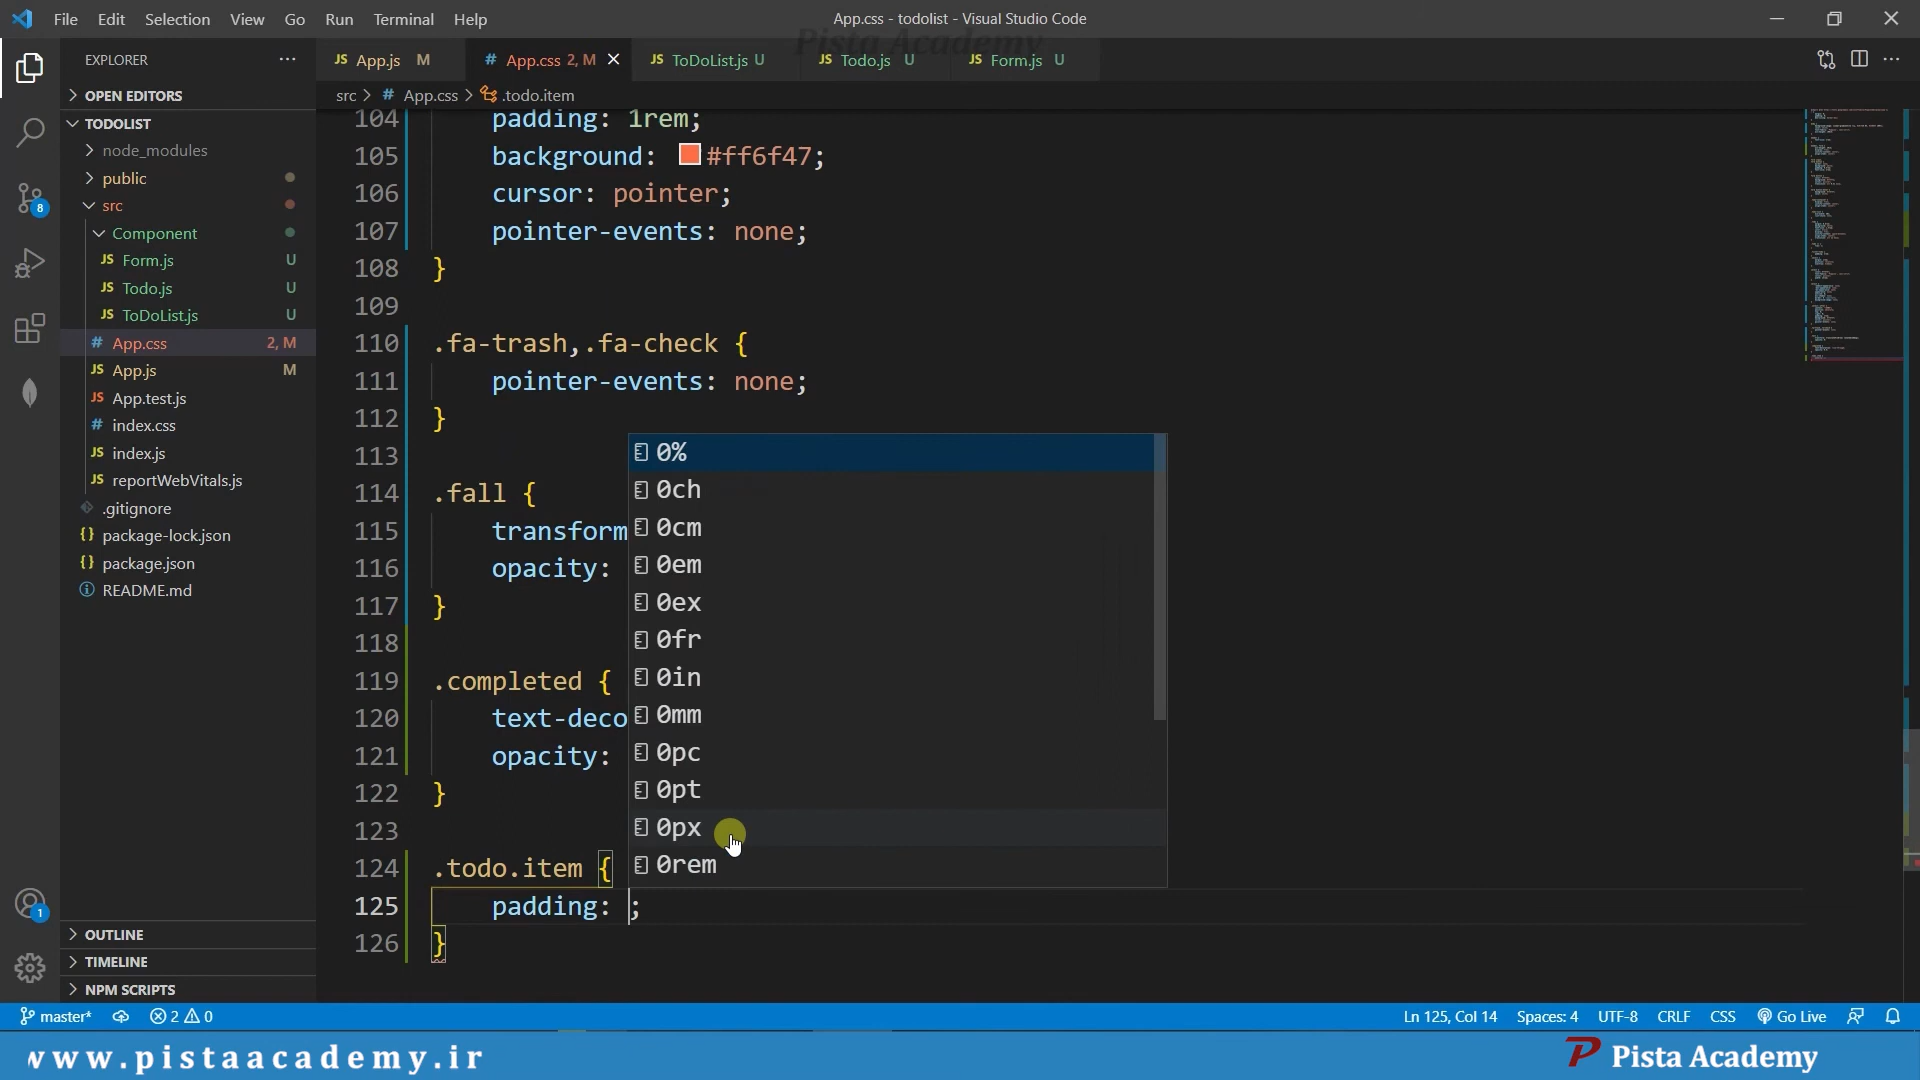 File Edit Selection View Go Run Terminal Help
App.css - todolist - Visual Studio Code
Pista Academy
EXPLORER ...
JS App.js M
# App.css 2, M
JS ToDoList.js U
JS Todo.js U
JS Form.js U
OPEN EDITORS
TODOLIST
node_modules
public
src
Component
JS Form.js U
JS Todo.js U
JS ToDoList.js U
# App.css 2, M
JS App.js M
JS App.test.js
# index.css
JS index.js
JS reportWebVitals.js
.gitignore
{} package-lock.json
{} package.json
README.md
OUTLINE
TIMELINE
NPM SCRIPTS
src > # App.css > .todo.item
104 padding: 1rem;
105 background: #ff6f47;
106 cursor: pointer;
107 pointer-events: none;
108 }
109
110 .fa-trash,.fa-check {
111 pointer-events: none;
112 }
113
114 .fall {
115 transform
116 opacity:
117 }
118
119 .completed {
120 text-deco
121 opacity:
122 }
123
124 .todo.item {
125 padding: ;
126 }
0%
0ch
0cm
0em
0ex
0fr
0in
0mm
0pc
0pt
0px
0rem
8
1
master* 2 0
Ln 125, Col 14 Spaces: 4 UTF-8 CRLF CSS Go Live
www.pistaacademy.ir
P Pista Academy